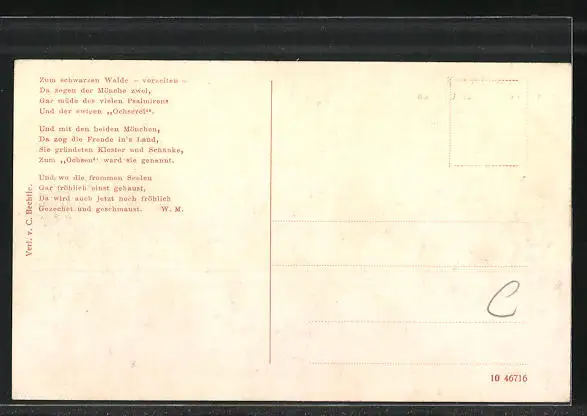 Zum schwarzen Walde – vorzeiten –
Da zogen der Mönche zwei,
Gar müde des vielen Psalmirens
Und der ewigen „Ochserei“.
Und mit den beiden Mönchen,
Da zog die Freude in's Land,
Sie gründeten Kloster und Schänke,
Zum „Ochsen“ ward sie genannt.
Und wo die frommen Seelen
Gar fröhlich einst gehaust,
Da wird auch jetzt noch fröhlich
Gezechet und geschmaust. W. M.
Verl. v. C. Bechtle.
C
10 46716